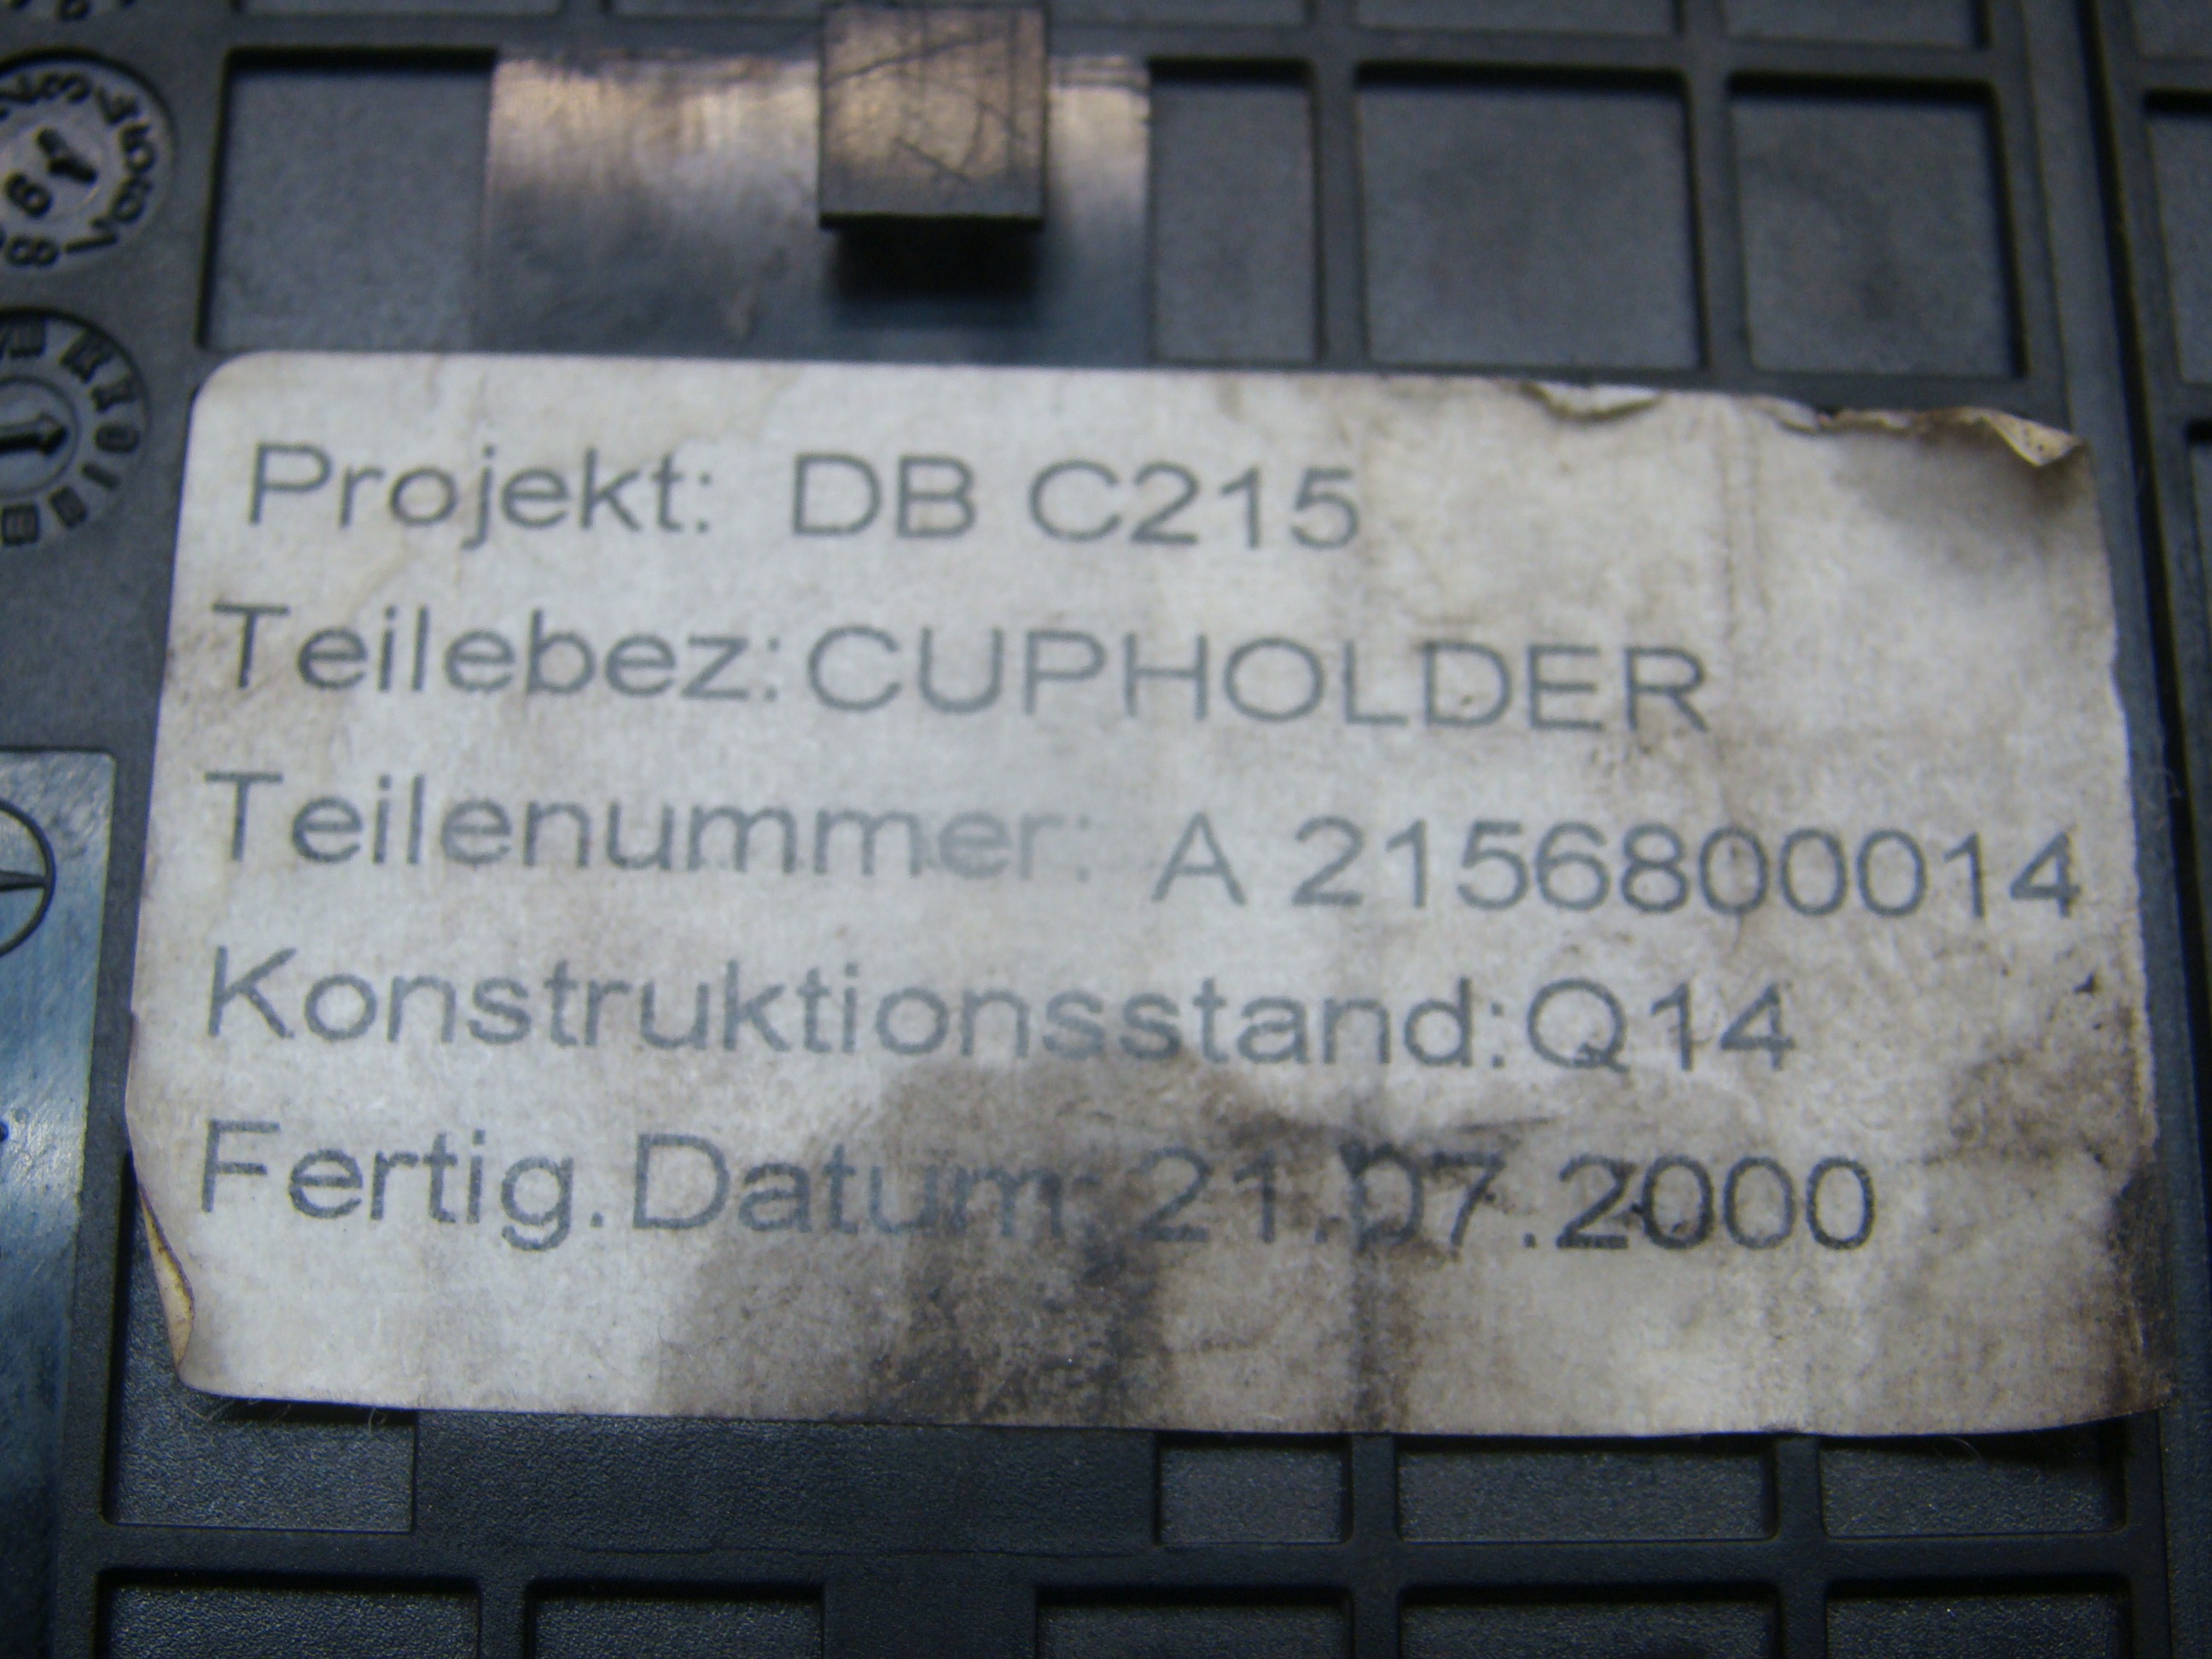 Projekt: DB C215
Teilebez: CUPHOLDER
Teilenummer: A 2156800014
Konstruktionsstand: Q14
Fertig. Datum: 21.07.2000